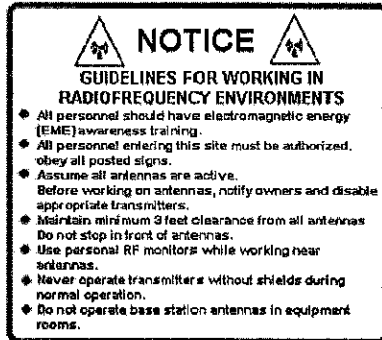 NOTICE
GUIDELINES FOR WORKING IN
RADIOFREQUENCY ENVIRONMENTS
◆ All personnel should have electromagnetic energy
(EME) awareness training.
◆ All personnel entering this site must be authorized.
obey all posted signs.
◆ Assume all antennas are active.
Before working on antennas, notify owners and disable
appropriate transmitters.
◆ Maintain minimum 3 feet clearance from all antennas
Do not stop in front of antennas.
◆ Use personal RF monitors while working near
antennas.
◆ Never operate transmitters without shields during
normal operation.
◆ Do not operate base station antennas in equipment
rooms.